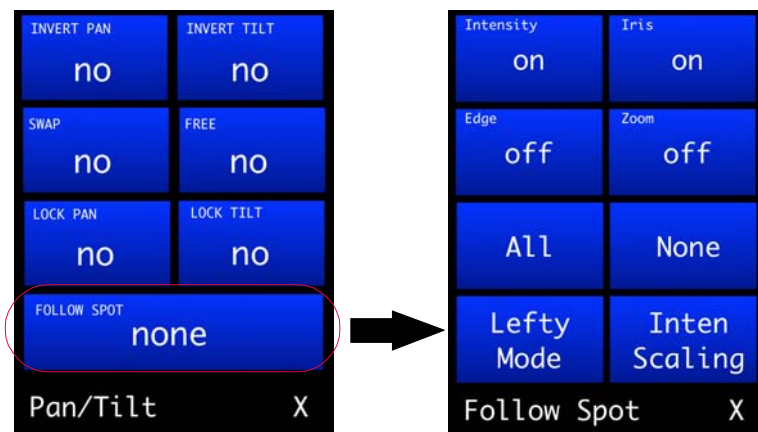 INVERT PAN
no
INVERT TILT
no
SWAP
no
FREE
no
LOCK PAN
no
LOCK TILT
no
FOLLOW SPOT
none
Pan/Tilt X
Intensity
on
Iris
on
Edge
off
Zoom
off
All
None
Lefty
Mode
Inten
Scaling
Follow Spot X